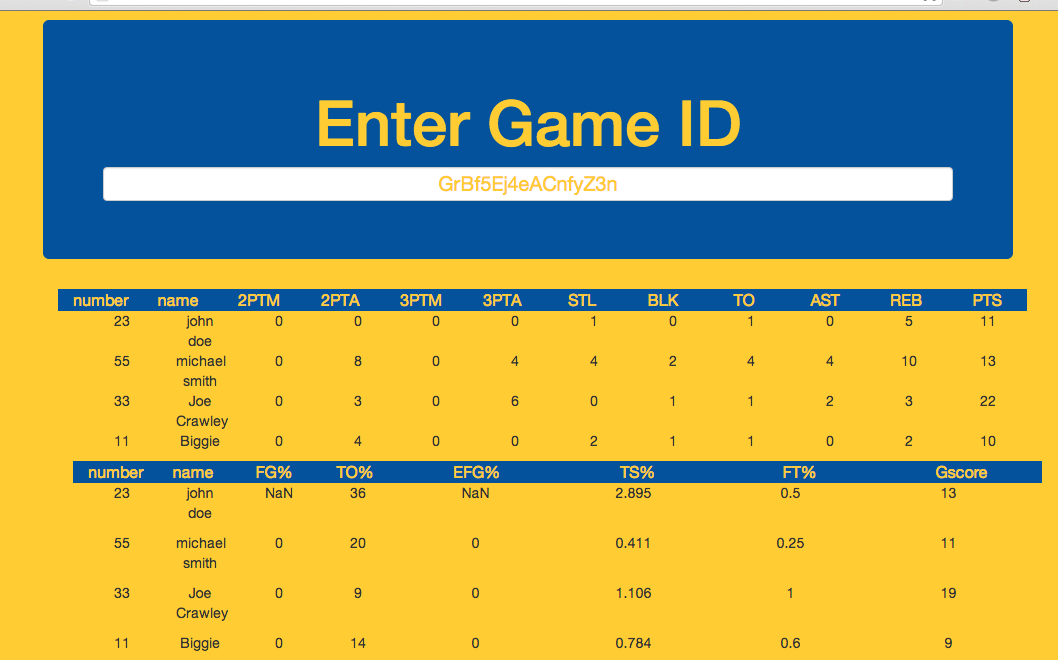 Enter Game ID
GrBf5Ej4eACnfyZ3n
number name 2PTM 2PTA 3PTM 3PTA STL BLK TO AST REB PTS
23 john 0 0 0 0 1 0 1 0 5 11
doe
55 michael 0 8 0 4 4 2 4 4 10 13
smith
33 Joe 0 3 0 6 0 1 1 2 3 22
Crawley
11 Biggie 0 4 0 0 2 1 1 0 2 10
number name FG% TO% EFG% TS% FT% Gscore
23 john NaN 36 NaN 2.895 0.5 13
doe
55 michael 0 20 0 0.411 0.25 11
smith
33 Joe 0 9 0 1.106 1 19
Crawley
11 Biggie 0 14 0 0.784 0.6 9